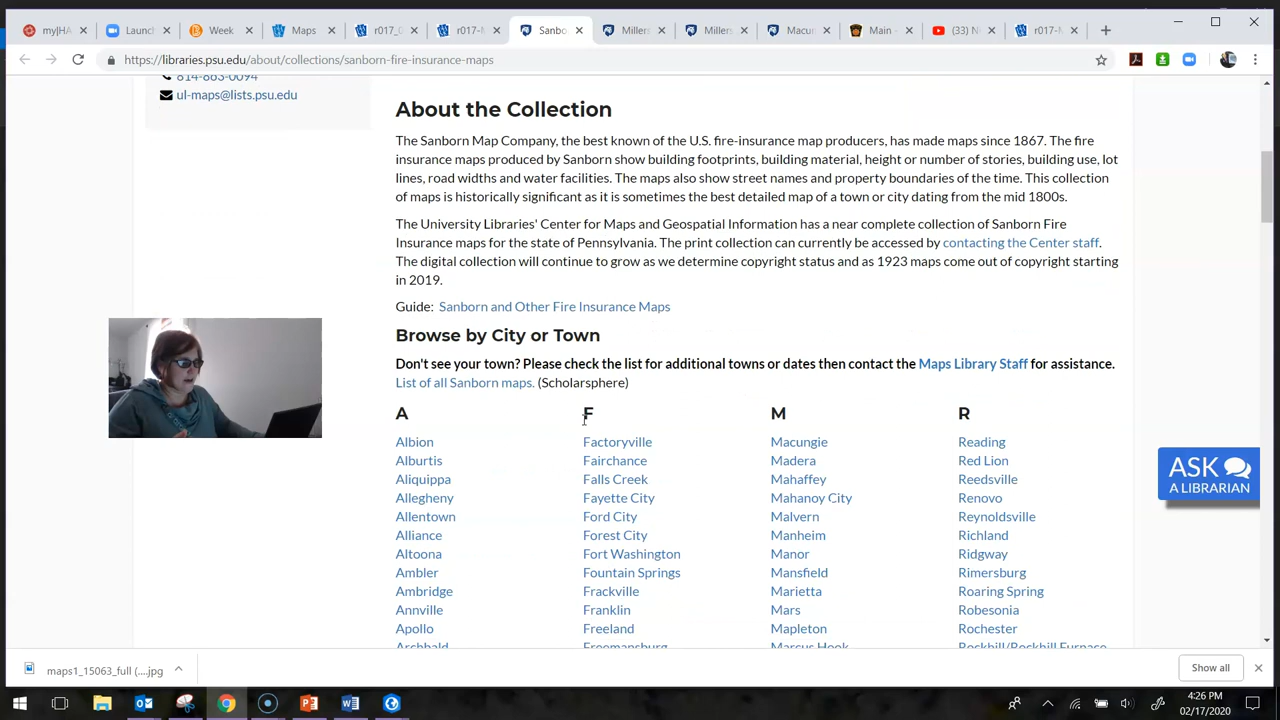 my|HA
Launch
Week
Maps
r017_0
r017-M
Sanbo
Millers
Millers
Macun
Main -
(33) N
r017-M
https://libraries.psu.edu/about/collections/sanborn-fire-insurance-maps
814-863-0094
ul-maps@lists.psu.edu
About the Collection
The Sanborn Map Company, the best known of the U.S. fire-insurance map producers, has made maps since 1867. The fire
insurance maps produced by Sanborn show building footprints, building material, height or number of stories, building use, lot
lines, road widths and water facilities. The maps also show street names and property boundaries of the time. This collection
of maps is historically significant as it is sometimes the best detailed map of a town or city dating from the mid 1800s.
The University Libraries' Center for Maps and Geospatial Information has a near complete collection of Sanborn Fire
Insurance maps for the state of Pennsylvania. The print collection can currently be accessed by contacting the Center staff.
The digital collection will continue to grow as we determine copyright status and as 1923 maps come out of copyright starting
in 2019.
Guide: Sanborn and Other Fire Insurance Maps
Browse by City or Town
Don't see your town? Please check the list for additional towns or dates then contact the Maps Library Staff for assistance.
List of all Sanborn maps. (Scholarsphere)
A
Albion
Alburtis
Aliquippa
Allegheny
Allentown
Alliance
Altoona
Ambler
Ambridge
Annville
Apollo
Archbald
F
Factoryville
Fairchance
Falls Creek
Fayette City
Ford City
Forest City
Fort Washington
Fountain Springs
Frackville
Franklin
Freeland
Freemansburg
M
Macungie
Madera
Mahaffey
Mahanoy City
Malvern
Manheim
Manor
Mansfield
Marietta
Mars
Mapleton
Marcus Hook
R
Reading
Red Lion
Reedsville
Renovo
Reynoldsville
Richland
Ridgway
Rimersburg
Roaring Spring
Robesonia
Rochester
Rockhill/Rockhill Furnace
ASK
A LIBRARIAN
maps1_15063_full (....jpg
Show all
4:26 PM
02/17/2020